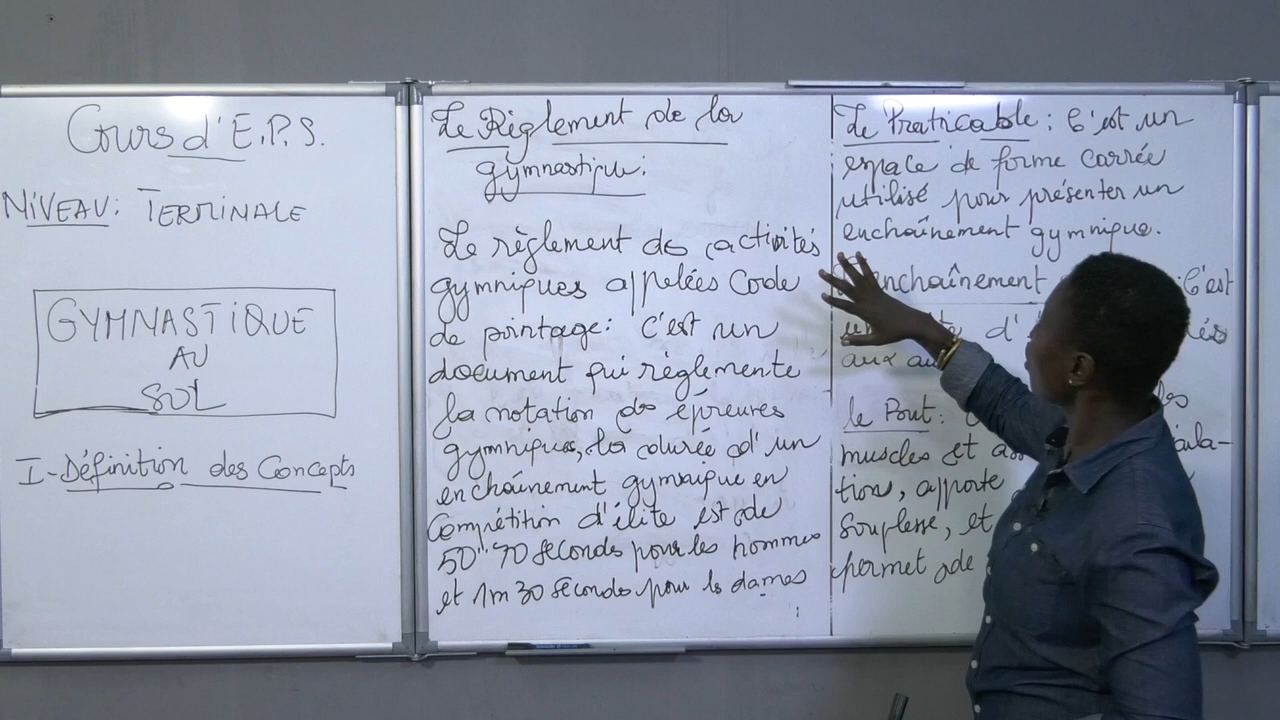 Cours d'E.P.S.
NIVEAU: TERMINALE
GYMNASTIQUE
AU
SOL
I-Définition des Concepts
Le Règlement de la
gymnastique:
Le règlement des activités
gymniques appelées Code
de pointage: C'est un
document qui règlemente
la notation des épreuves
gymniques, la durée d'un
enchaînement gymnique en
Compétition d'élite est de
50"-70 secondes pour les hommes
et 1m 30 secondes pour les dames
Le Praticable: C'est un
espace de forme carrée
utilisé pour présenter un
enchaînement gymnique.
enchaînement : C'est
d'
aux
le Pont:
muscles et
tion, apporte
Souplesse, et
permet de